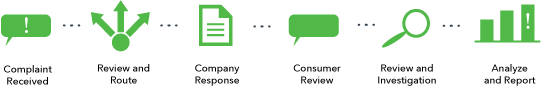 Complaint
Received
Review and
Route
Company
Response
Consumer
Review
Review and
Investigation
Analyze
and Report